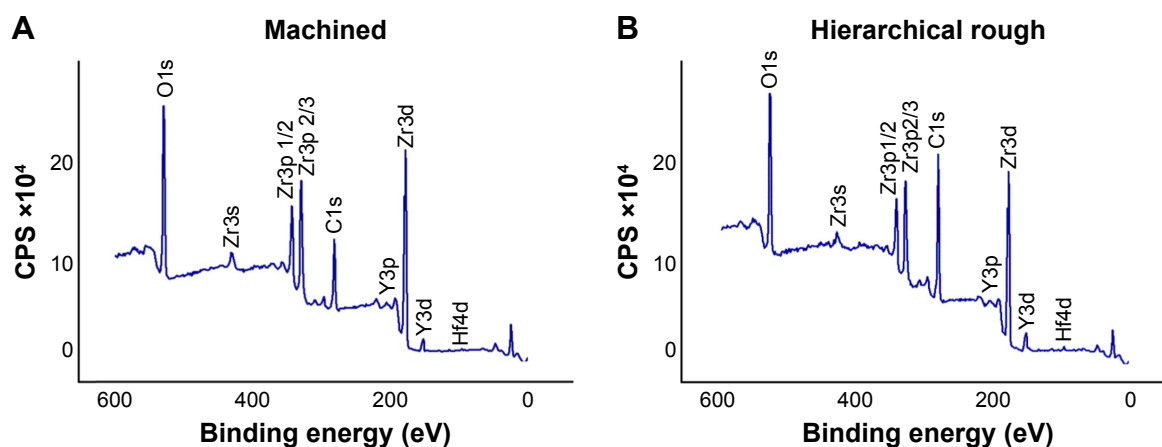 A
Machined
B
Hierarchical rough
CPS ×10⁴
20
10
0
O1s
Zr3s
Zr3p 1/2
Zr3p 2/3
C1s
Y3p
Zr3d
Y3d
Hf4d
600
400
200
0
Binding energy (eV)
CPS ×10⁴
20
10
0
O1s
Zr3s
Zr3p1/2
Zr3p2/3
C1s
Y3p
Zr3d
Y3d
Hf4d
600
400
200
0
Binding energy (eV)